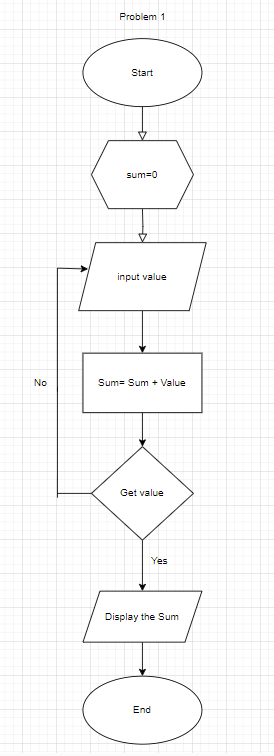 Problem 1
Start
sum=0
input value
Sum= Sum + Value
No
Get value
Yes
Display the Sum
End